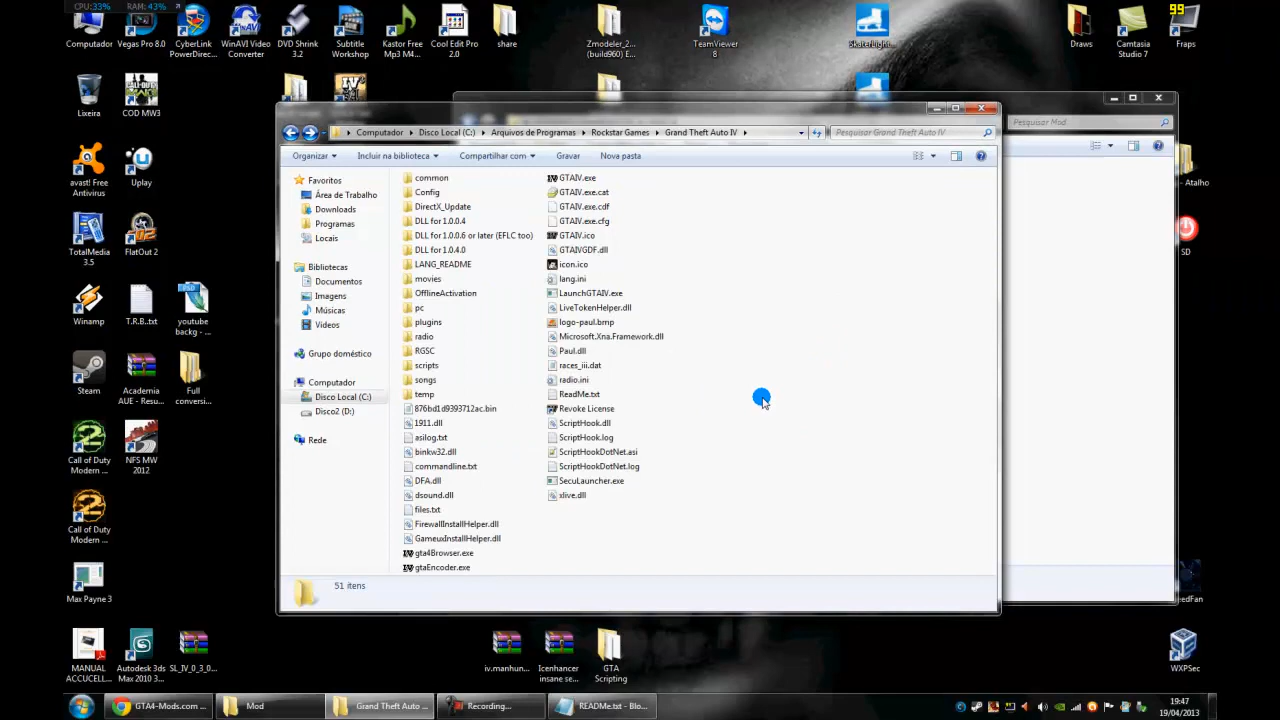 CPU:33% RAM: 43%
99
Computador
Vegas Pro 8.0
CyberLink PowerDirec...
WinAVI Video Converter
DVD Shrink 3.2
Subtitle Workshop
Kastor Free Mp3 M4...
Cool Edit Pro 2.0
share
Zmodeler_2... (build960) E...
TeamViewer 8
SkaterLight...
Draws
Camtasia Studio 7
Fraps
Lixeira
COD MW3
Computador
Disco Local (C:)
Arquivos de Programas
Rockstar Games
Grand Theft Auto IV
Pesquisar Grand Theft Auto IV
Pesquisar Mod
Organizar
Incluir na biblioteca
Compartilhar com
Gravar
Nova pasta
avast! Free Antivirus
Uplay
TotalMedia 3.5
FlatOut 2
Winamp
T.R.B..txt
youtube backg - ...
Steam
Academia AUE - Resu...
Full conversi...
Call of Duty Modern ...
NFS MW 2012
Call of Duty Modern ...
Max Payne 3
Favoritos
Área de Trabalho
Downloads
Programas
Locais
Bibliotecas
Documentos
Imagens
Músicas
Vídeos
Grupo doméstico
Computador
Disco Local (C:)
Disco2 (D:)
Rede
common
Config
DirectX_Update
DLL for 1.0.0.4
DLL for 1.0.0.6 or later (EFLC too)
DLL for 1.0.4.0
LANG_README
movies
OfflineActivation
pc
plugins
radio
RGSC
scripts
songs
temp
876bd1d9393712ac.bin
1911.dll
asilog.txt
binkw32.dll
commandline.txt
DFA.dll
dsound.dll
files.txt
FirewallInstallHelper.dll
GameuxInstallHelper.dll
gta4Browser.exe
gtaEncoder.exe
GTAIV.exe
GTAIV.exe.cat
GTAIV.exe.cdf
GTAIV.exe.cfg
GTAIV.ico
GTAIVGDF.dll
icon.ico
lang.ini
LaunchGTAIV.exe
LiveTokenHelper.dll
logo-paul.bmp
Microsoft.Xna.Framework.dll
Paul.dll
races_iii.dat
radio.ini
ReadMe.txt
Revoke License
ScriptHook.dll
ScriptHook.log
ScriptHookDotNet.asi
ScriptHookDotNet.log
SecuLauncher.exe
xlive.dll
51 itens
- Atalho
SD
eedFan
WXPSec
MANUAL ACCUCELL...
Autodesk 3ds Max 2010 3...
SL_IV_0_3_0...
iv.manhun...
Icenhancer insane se...
GTA Scripting
GTA4-Mods.com ...
Mod
Grand Theft Auto ...
Recording...
READMe.txt - Blo...
19:47
19/04/2013